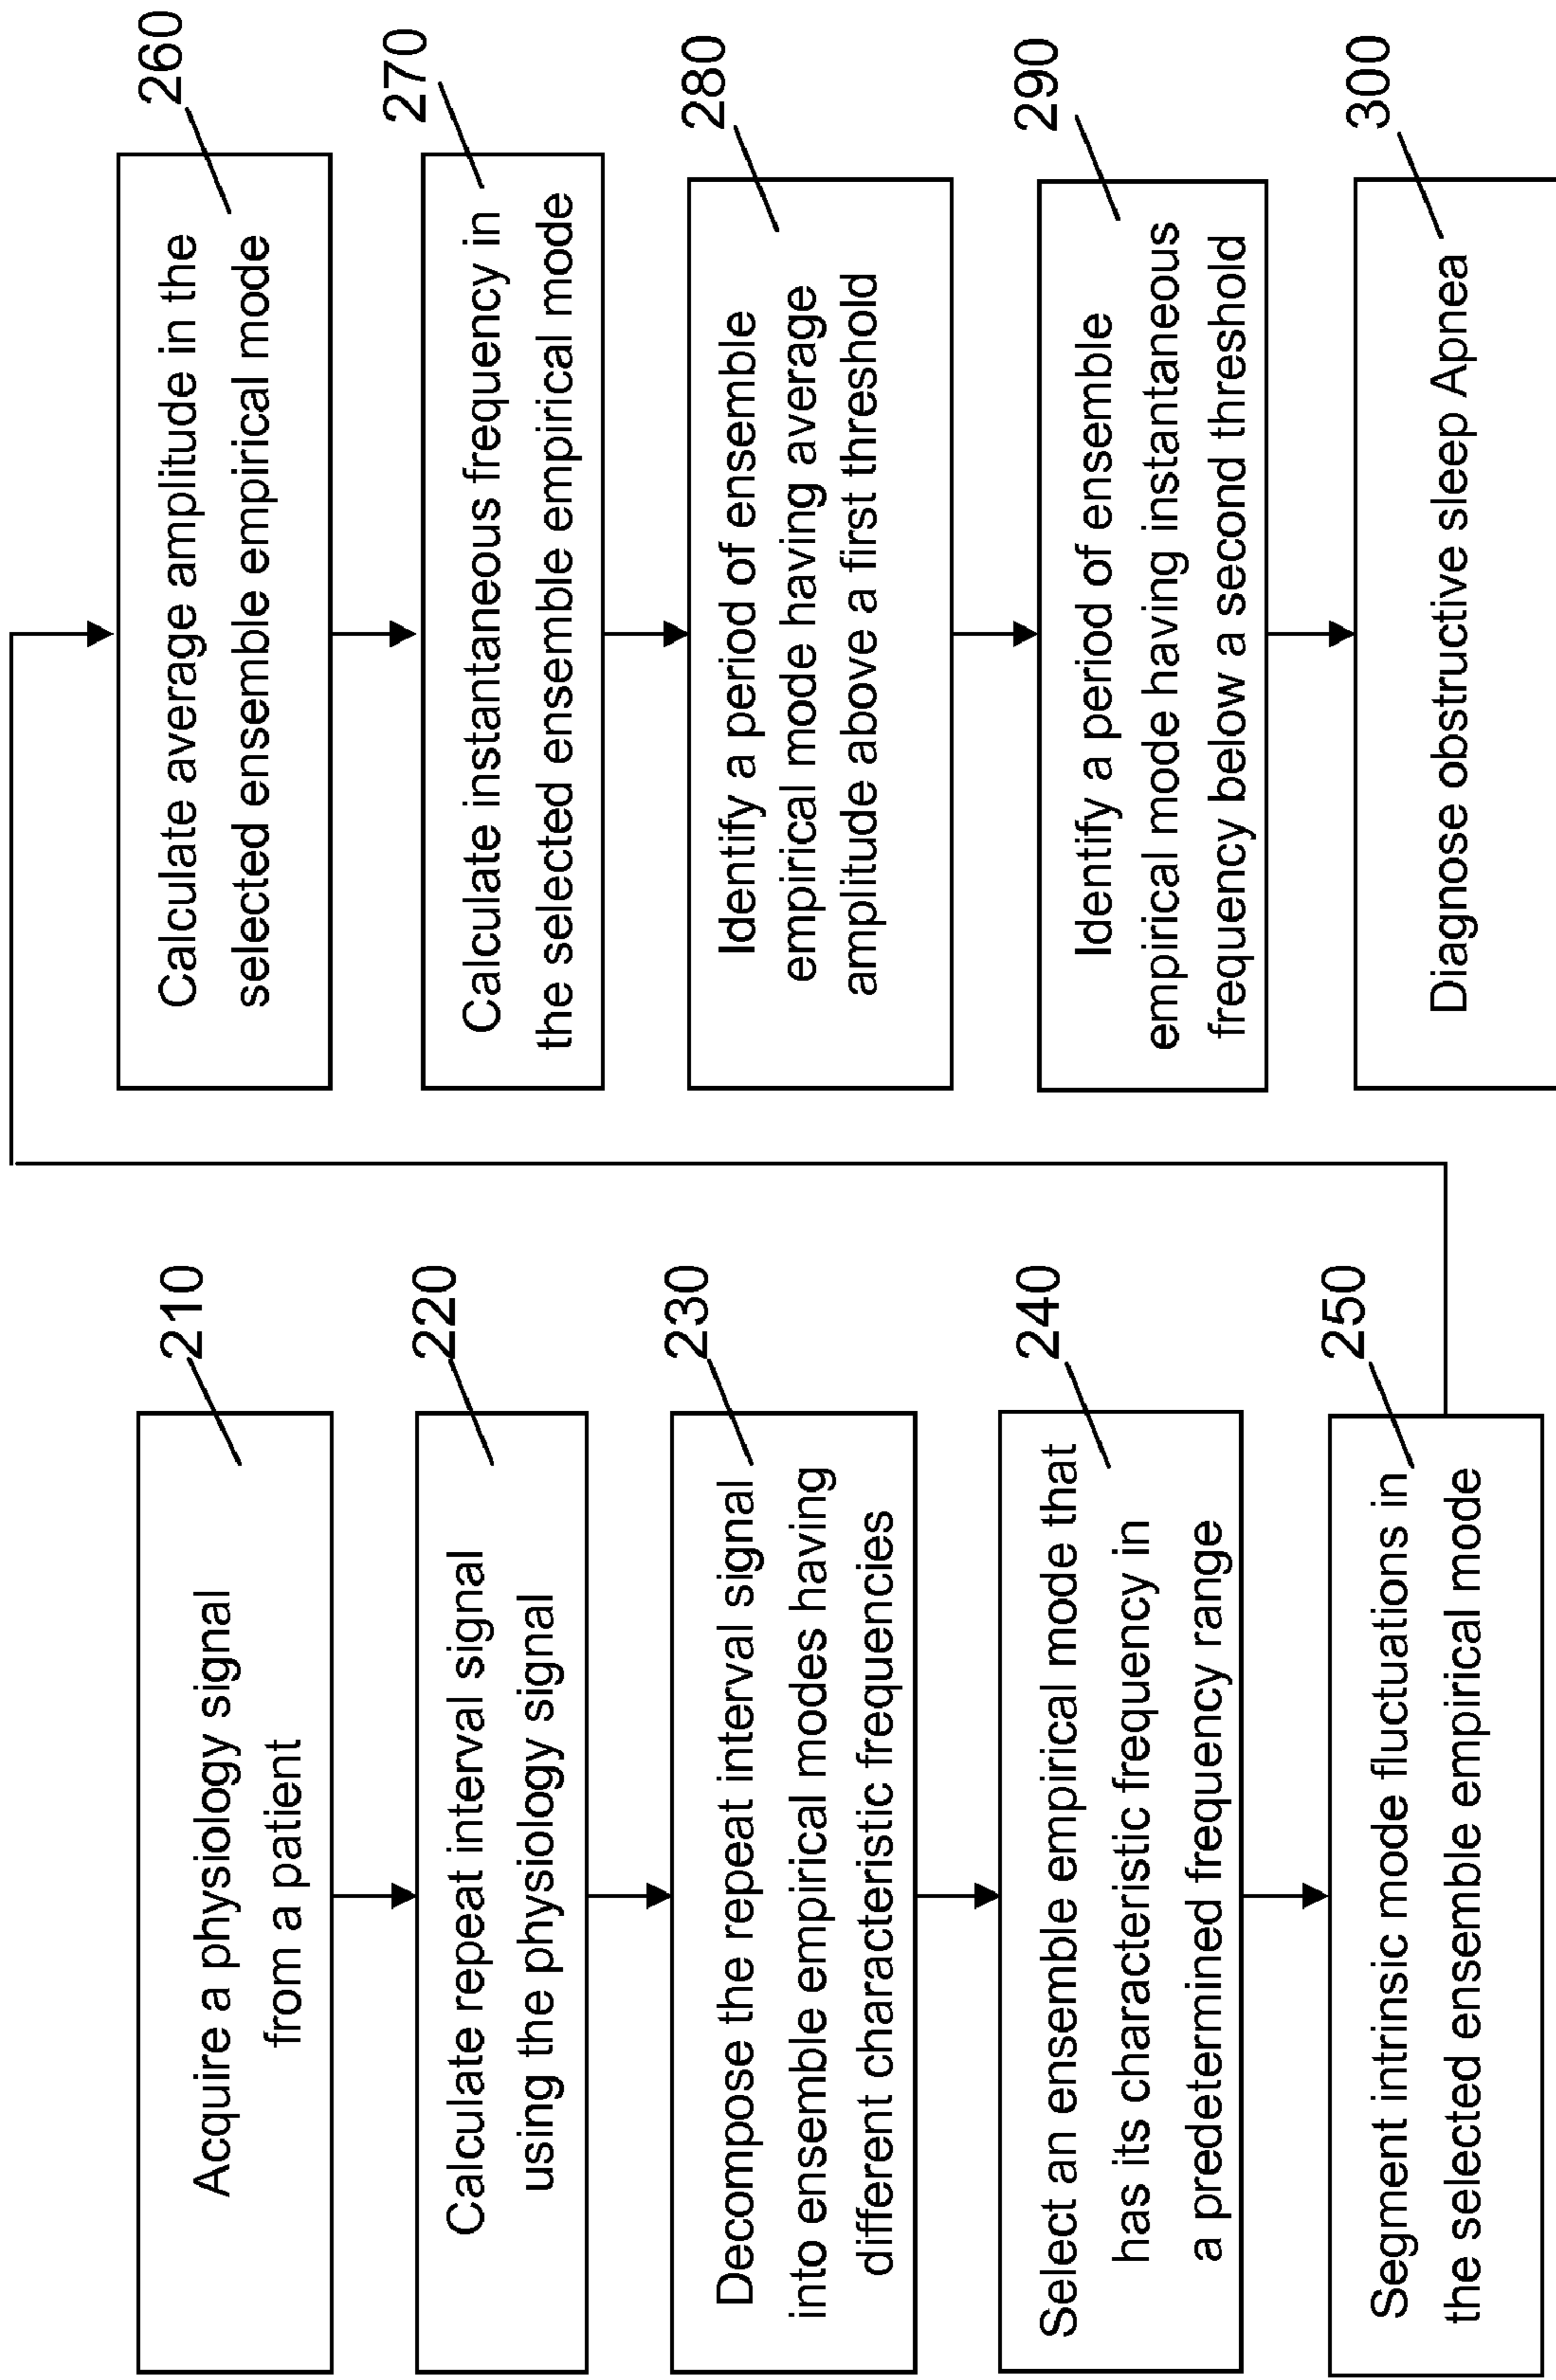 210
Acquire a physiology signal
from a patient
220
Calculate repeat interval signal
using the physiology signal
230
Decompose the repeat interval signal
into ensemble empirical modes having
different characteristic frequencies
240
Select an ensemble empirical mode that
has its characteristic frequency in
a predetermined frequency range
250
Segment intrinsic mode fluctuations in
the selected ensemble empirical mode
260
Calculate average amplitude in the
selected ensemble empirical mode
270
Calculate instantaneous frequency in
the selected ensemble empirical mode
280
Identify a period of ensemble
empirical mode having average
amplitude above a first threshold
290
Identify a period of ensemble
empirical mode having instantaneous
frequency below a second threshold
300
Diagnose obstructive sleep Apnea